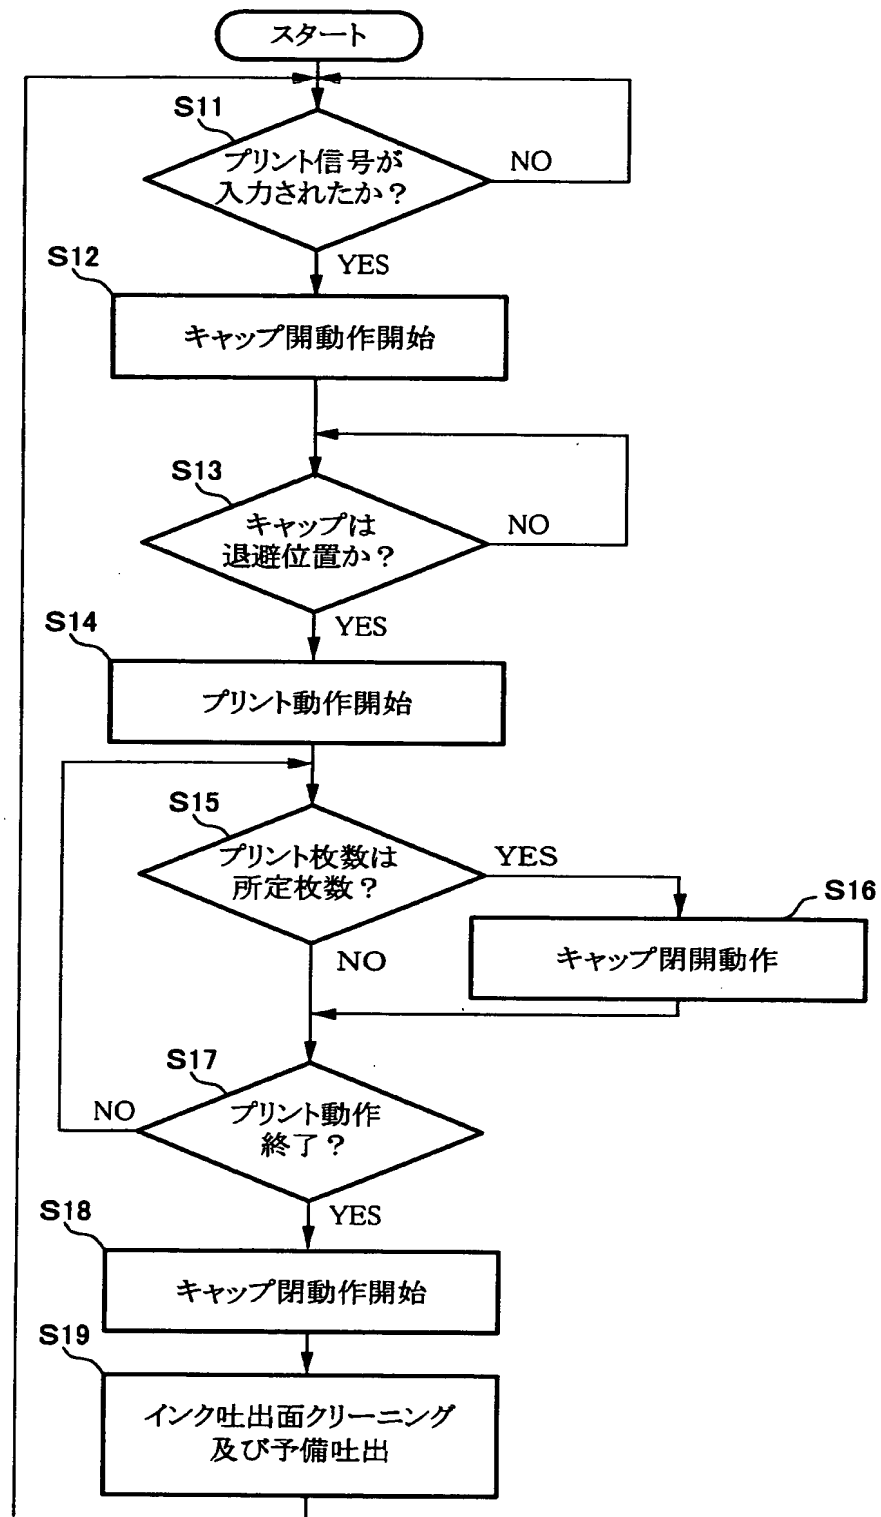 スタート
S11
プリント信号が
入力されたか？
NO
YES
S12
キャップ開動作開始
S13
キャップは
退避位置か？
NO
YES
S14
プリント動作開始
S15
プリント枚数は
所定枚数？
YES
S16
キャップ閉開動作
NO
S17
プリント動作
終了？
NO
YES
S18
キャップ閉動作開始
S19
インク吐出面クリーニング
及び予備吐出